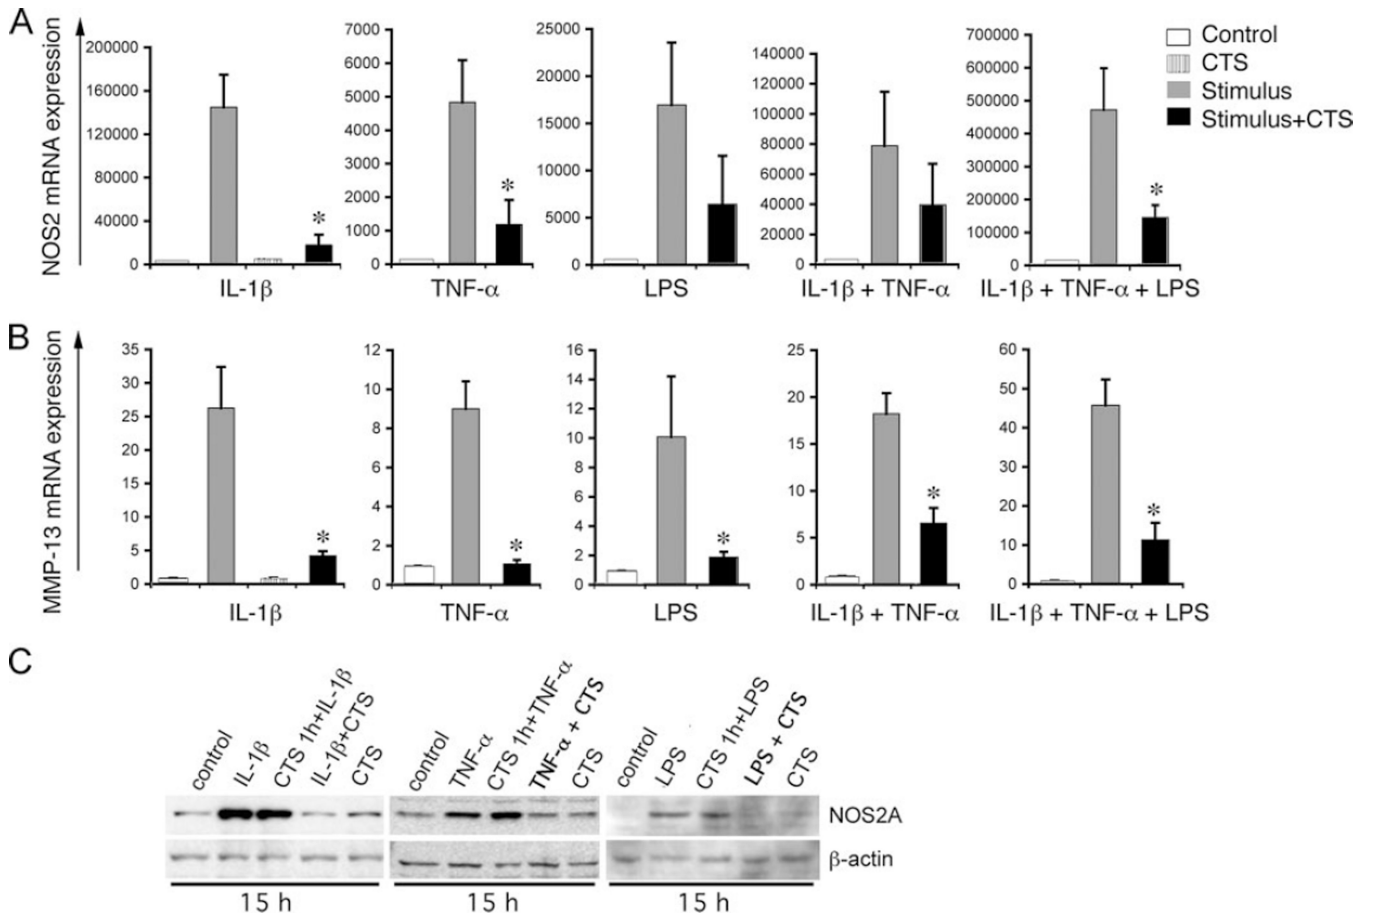 A
NOS2 mRNA expression
200000
160000
120000
80000
40000
0
*
IL-1β
7000
6000
5000
4000
3000
2000
1000
0
*
TNF-α
25000
20000
15000
10000
5000
0
LPS
140000
120000
100000
80000
60000
40000
20000
0
IL-1β + TNF-α
700000
600000
500000
400000
300000
200000
100000
0
*
IL-1β + TNF-α + LPS
Control
CTS
Stimulus
Stimulus+CTS
B
MMP-13 mRNA expression
35
30
25
20
15
10
5
0
*
IL-1β
12
10
8
6
4
2
0
*
TNF-α
16
14
12
10
8
6
4
2
0
*
LPS
25
20
15
10
5
0
*
IL-1β + TNF-α
60
50
40
30
20
10
0
*
IL-1β + TNF-α + LPS
C
control
IL-1β
CTS 1h+IL-1β
IL-1β+CTS
CTS
control
TNF-α
CTS 1h+TNF-α
TNF-α + CTS
CTS
control
LPS
CTS 1h+LPS
LPS + CTS
CTS
NOS2A
β-actin
15 h
15 h
15 h